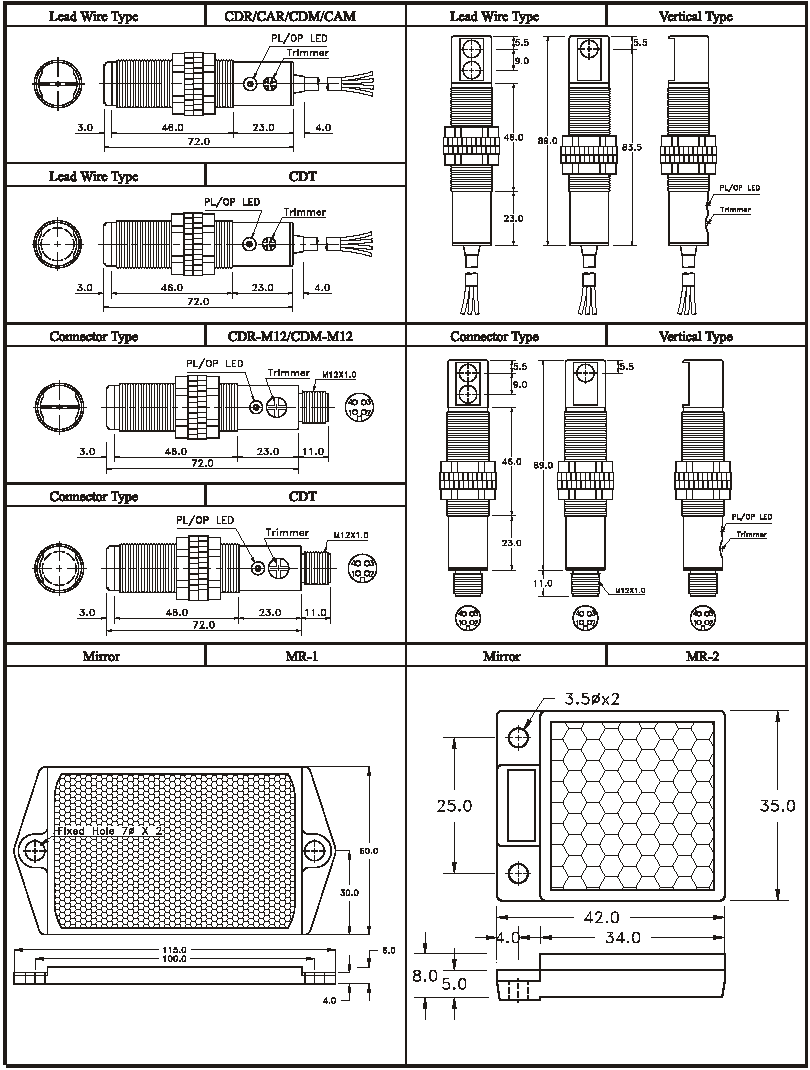 Lead Wire Type
CDR/CAR/CDM/CAM
PL/OP LED
Trimmer
3.0
46.0
23.0
4.0
72.0
Lead Wire Type
CDT
PL/OP LED
Trimmer
3.0
46.0
23.0
4.0
72.0
Lead Wire Type
Vertical Type
5.5
9.0
5.5
46.0
89.0
83.5
PL/OP LED
Trimmer
23.0
Connector Type
CDR-M12/CDM-M12
PL/OP LED
Trimmer
M12X1.0
3.0
46.0
23.0
11.0
72.0
Connector Type
CDT
PL/OP LED
Trimmer
M12X1.0
3.0
46.0
23.0
11.0
72.0
Connector Type
Vertical Type
5.5
9.0
5.5
46.0
89.0
PL/OP LED
Trimmer
23.0
11.0
M12X1.0
Mirror
MR-1
Fixed Hole 7ø X 2
60.0
30.0
115.0
100.0
6.0
4.0
Mirror
MR-2
3.5øx2
25.0
35.0
42.0
4.0
34.0
8.0
5.0